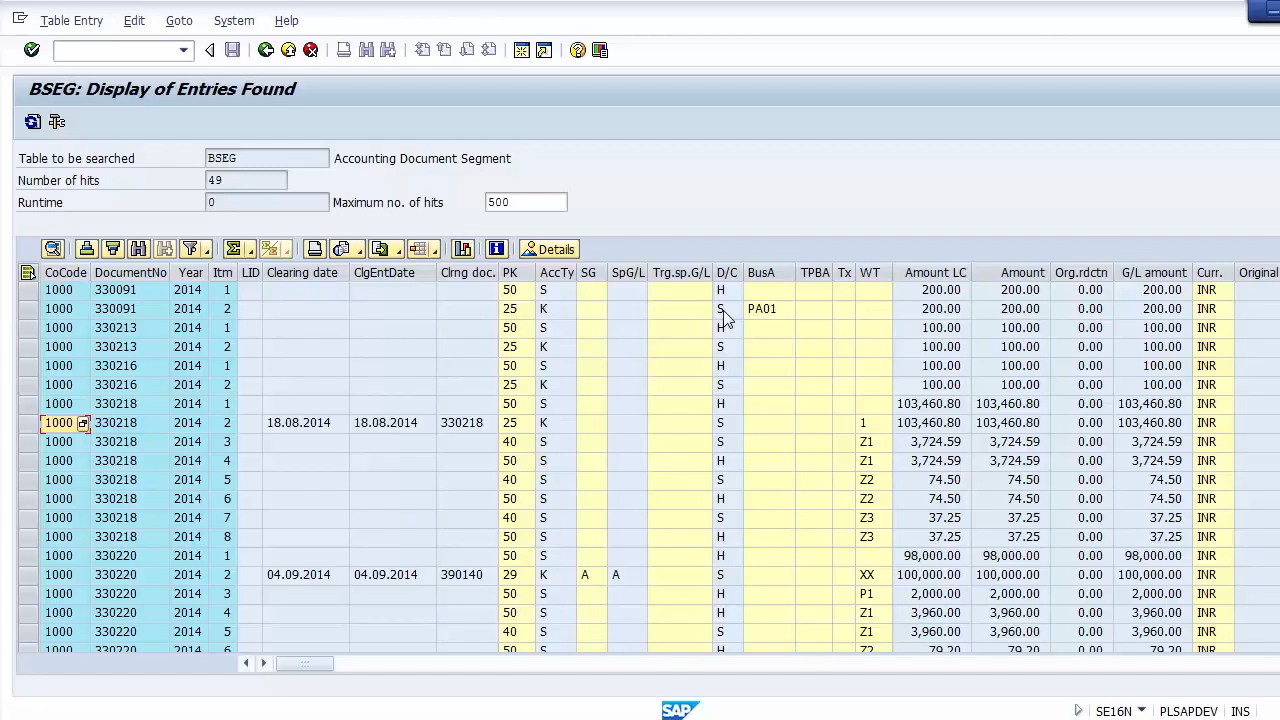 Table Entry Edit Goto System Help
BSEG: Display of Entries Found
Table to be searched BSEG Accounting Document Segment
Number of hits 49
Runtime 0 Maximum no. of hits 500
Details
CoCode DocumentNo Year Itm LID Clearing date ClgEntDate Clrng doc. PK AccTy SG SpG/L Trg.sp.G/L D/C BusA TPBA Tx WT Amount LC Amount Org.rdctn G/L amount Curr. Original
1000 330091 2014 1 50 S H 200.00 200.00 0.00 200.00 INR
1000 330091 2014 2 25 K S PA01 200.00 200.00 0.00 200.00 INR
1000 330213 2014 1 50 S H 100.00 100.00 0.00 100.00 INR
1000 330213 2014 2 25 K S 100.00 100.00 0.00 100.00 INR
1000 330216 2014 1 50 S H 100.00 100.00 0.00 100.00 INR
1000 330216 2014 2 25 K S 100.00 100.00 0.00 100.00 INR
1000 330218 2014 1 50 S H 103,460.80 103,460.80 0.00 103,460.80 INR
1000 330218 2014 2 18.08.2014 18.08.2014 330218 25 K S 1 103,460.80 103,460.80 0.00 103,460.80 INR
1000 330218 2014 3 40 S S Z1 3,724.59 3,724.59 0.00 3,724.59 INR
1000 330218 2014 4 50 S H Z1 3,724.59 3,724.59 0.00 3,724.59 INR
1000 330218 2014 5 40 S S Z2 74.50 74.50 0.00 74.50 INR
1000 330218 2014 6 50 S H Z2 74.50 74.50 0.00 74.50 INR
1000 330218 2014 7 40 S S Z3 37.25 37.25 0.00 37.25 INR
1000 330218 2014 8 50 S H Z3 37.25 37.25 0.00 37.25 INR
1000 330220 2014 1 50 S H 98,000.00 98,000.00 0.00 98,000.00 INR
1000 330220 2014 2 04.09.2014 04.09.2014 390140 29 K A A S XX 100,000.00 100,000.00 0.00 100,000.00 INR
1000 330220 2014 3 50 S H P1 2,000.00 2,000.00 0.00 2,000.00 INR
1000 330220 2014 4 50 S H Z1 3,960.00 3,960.00 0.00 3,960.00 INR
1000 330220 2014 5 40 S S Z1 3,960.00 3,960.00 0.00 3,960.00 INR
1000 330220 2014 6 50 S H Z2 79.20 79.20 0.00 79.20 INR
SAP SE16N PLSAPDEV INS